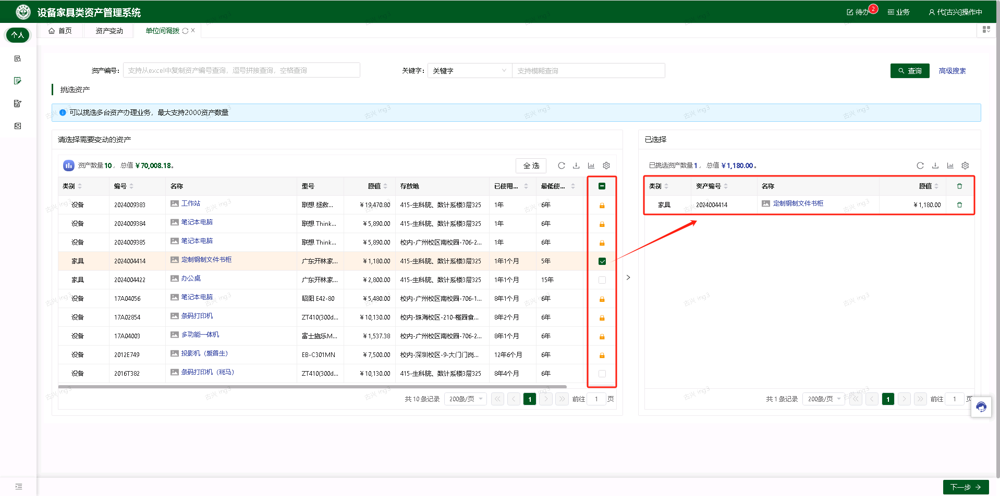 设备家具类资产管理系统
待办 2 业务 代[古兴]操作中
个人
首页 资产变动 单位间调拨
资产编号： 支持从excel中复制资产编号查询，逗号拼接查询，空格查询 关键字： 关键字 支持模糊查询 查询 高级搜索
挑选资产
可以挑选多台资产办理业务，最大支持2000资产数量
请选择需要变动的资产
资产数量 10 ，总值 ￥70,008.18。 全 选
类别 编号 名称 型号 原值 存放地 已使用... 最低使...
设备 2024009383 工作站 联想 拯救... ￥19,470.80 415-生科院、数计系楼3层325 1年 6年
设备 2024009384 笔记本电脑 联想 Think... ￥5,890.00 415-生科院、数计系楼3层325 1年 6年
设备 2024009385 笔记本电脑 联想 Think... ￥5,890.00 校内-广州校区南校园-706-2... 1年 6年
家具 2024004414 定制钢制文件书柜 广东开林家... ￥1,180.00 415-生科院、数计系楼3层325 1年1个月 5年
家具 2024004422 办公桌 广东开林家... ￥2,800.00 415-生科院、数计系楼3层325 1年1个月 15年
设备 17A04056 笔记本电脑 昭阳 E42-80 ￥5,480.00 校内-广州校区南校园-706-1... 8年1个月 6年
设备 17A02854 条码打印机 ZT410(300d... ￥10,130.00 校内-珠海校区-210-榕园食... 8年2个月 6年
设备 17A04003 多功能一体机 富士施乐M... ￥1,537.38 校内-广州校区南校园-706-2... 8年1个月 6年
设备 2012E749 投影机（爱普生） EB-C301MN ￥7,500.00 校内-深圳校区-9-大门门岗... 12年6个月 6年
设备 2016T382 条码打印机（斑马） ZT410(300d... ￥10,130.00 415-生科院、数计系楼3层325 8年4个月 6年
共 10 条记录 200条/页 1 前往 1 页
已选择
已挑选资产数量 1 ，总值 ￥1,180.00 。
类别 资产编号 名称 原值
家具 2024004414 定制钢制文件书柜 ￥1,180.00
共 1 条记录 200条/页 1 前往 1 页
下一步
古兴 ing3